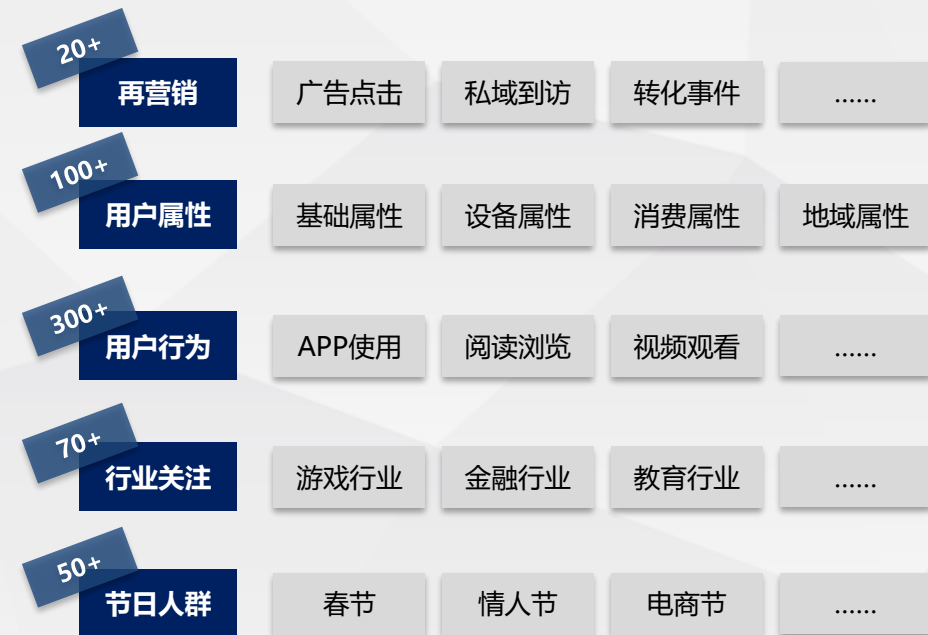 20+
再营销 广告点击 私域到访 转化事件 ......
100+
用户属性 基础属性 设备属性 消费属性 地域属性
300+
用户行为 APP使用 阅读浏览 视频观看 ......
70+
行业关注 游戏行业 金融行业 教育行业 ......
50+
节日人群 春节 情人节 电商节 ......